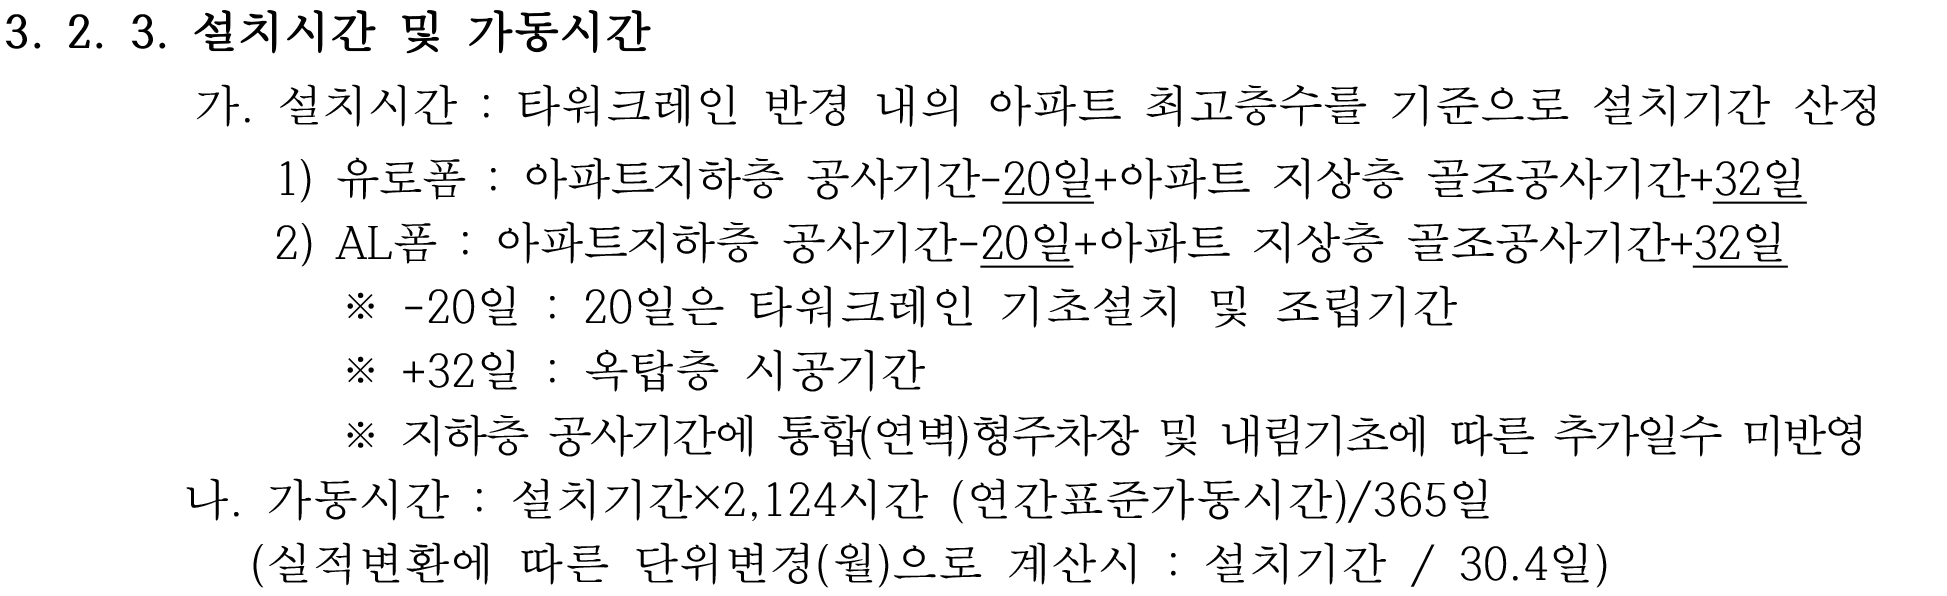 3. 2. 3. 설치시간 및 가동시간
가. 설치시간 : 타워크레인 반경 내의 아파트 최고층수를 기준으로 설치기간 산정
1) 유로폼 : 아파트지하층 공사기간-20일+아파트 지상층 골조공사기간+32일
2) AL폼 : 아파트지하층 공사기간-20일+아파트 지상층 골조공사기간+32일
※ -20일 : 20일은 타워크레인 기초설치 및 조립기간
※ +32일 : 옥탑층 시공기간
※ 지하층 공사기간에 통합(연벽)형주차장 및 내림기초에 따른 추가일수 미반영
나. 가동시간 : 설치기간×2,124시간 (연간표준가동시간)/365일
(실적변환에 따른 단위변경(월)으로 계산시 : 설치기간 / 30.4일)